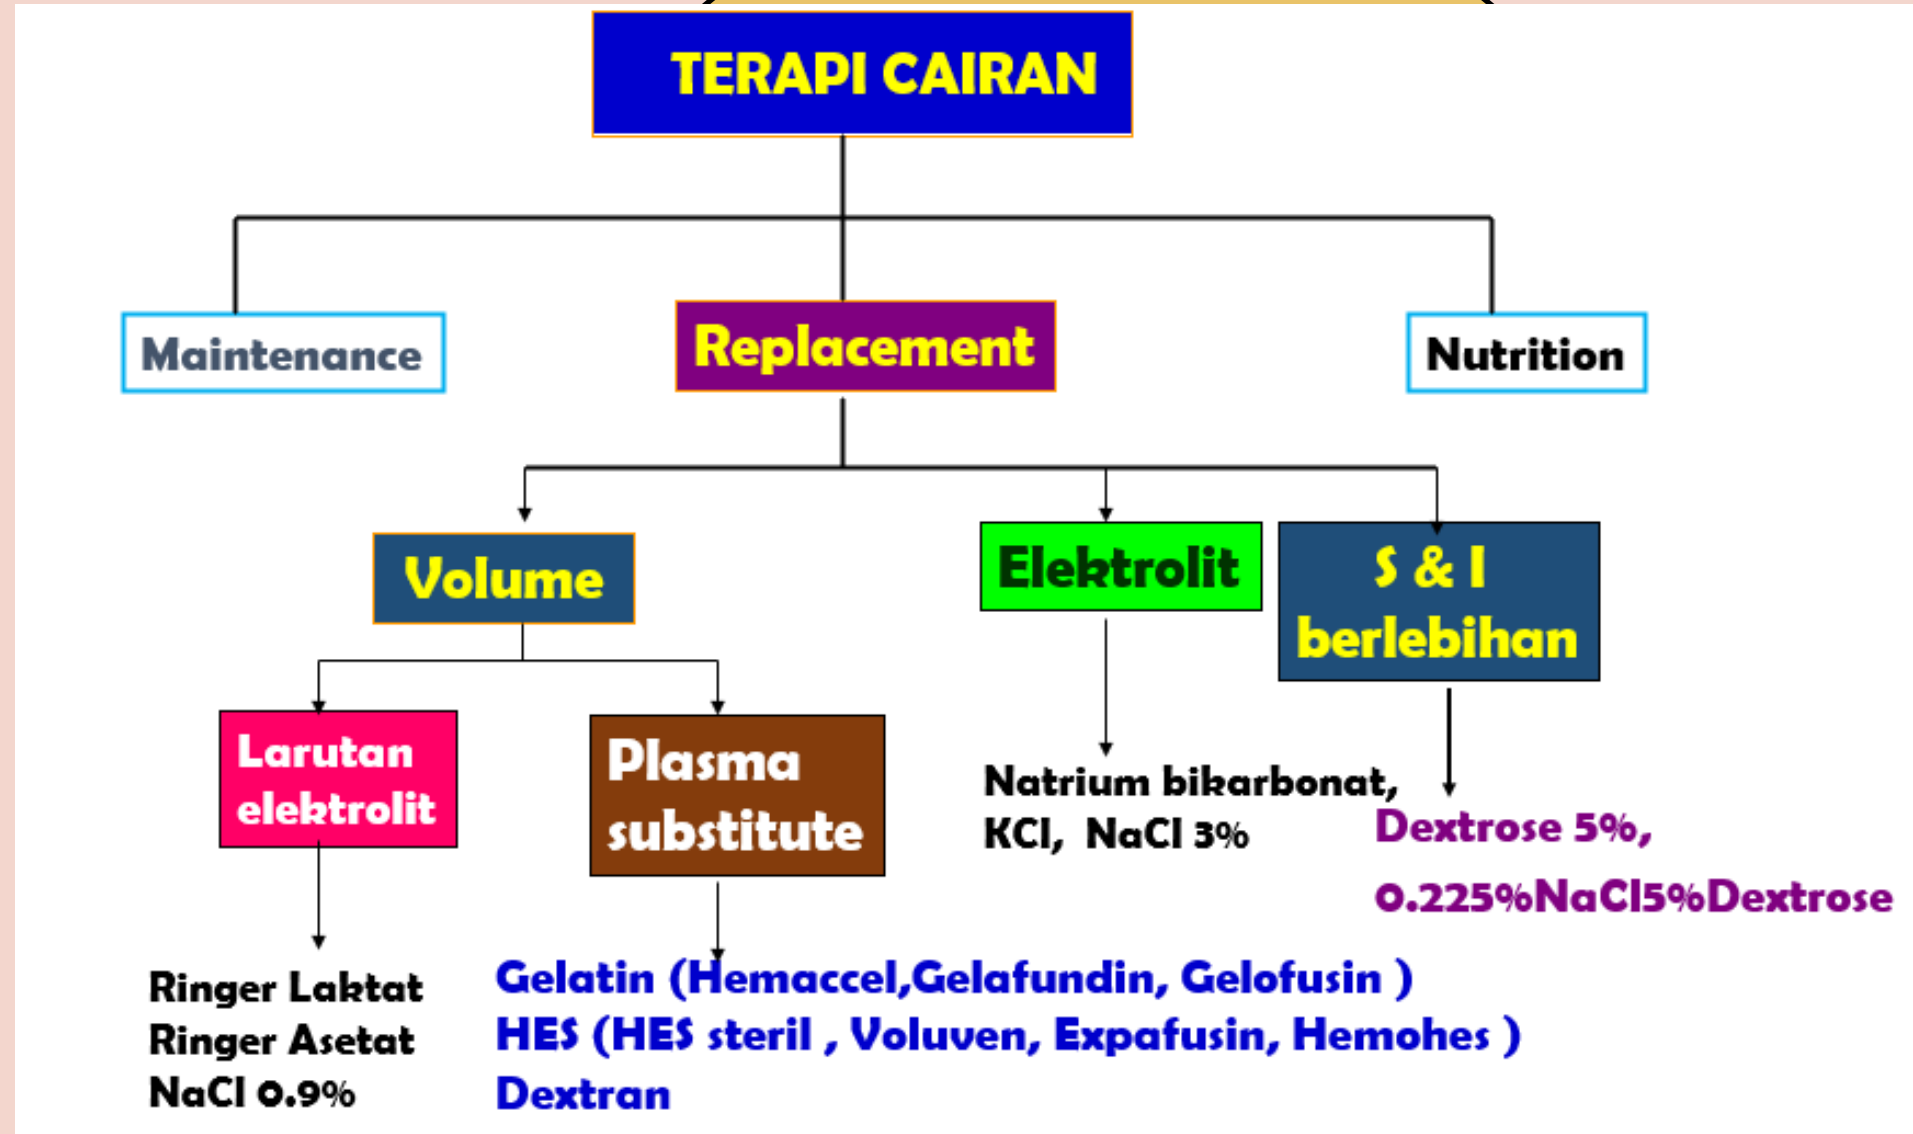 TERAPI CAIRAN
Maintenance
Replacement
Nutrition
Volume
Elektrolit
S & I
berlebihan
Larutan
elektrolit
Plasma
substitute
Natrium bikarbonat,
KCl, NaCl 3%
Dextrose 5%,
0.225%NaCl5%Dextrose
Ringer Laktat
Ringer Asetat
NaCl 0.9%
Gelatin (Hemaccel,Gelafundin, Gelofusin )
HES (HES steril , Voluven, Expafusin, Hemohes )
Dextran